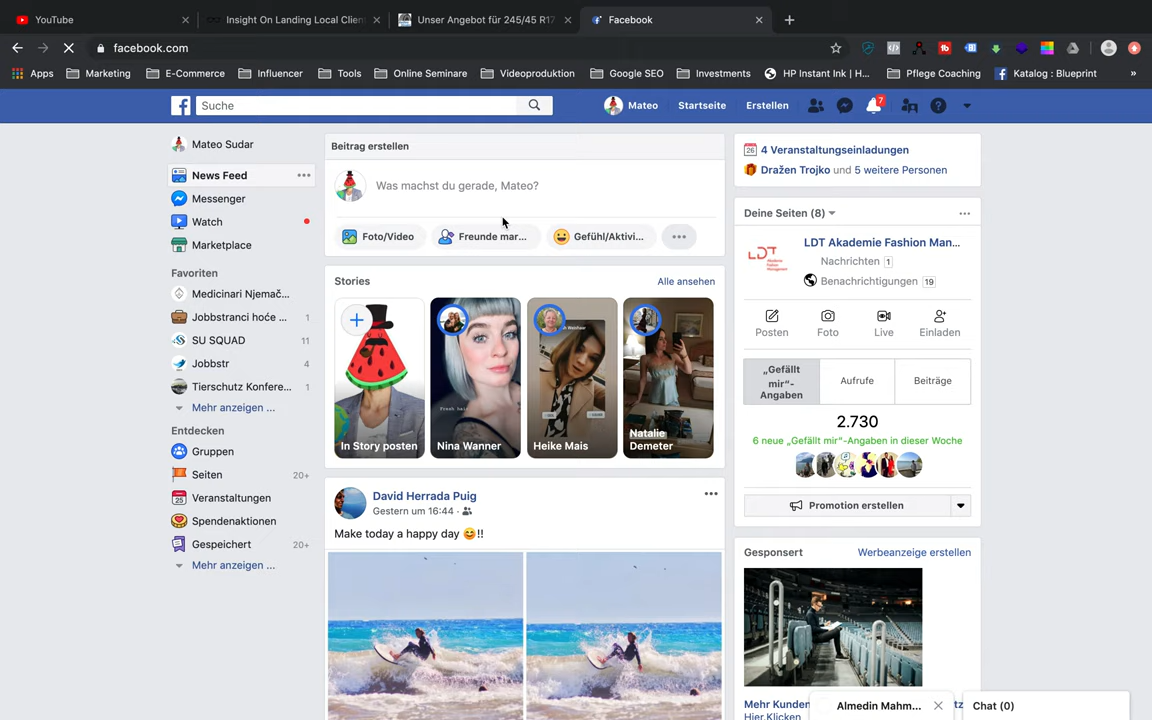 YouTube
Insight On Landing Local Clien
Unser Angebot für 245/45 R17
Facebook
facebook.com
Apps
Marketing
E-Commerce
Influencer
Tools
Online Seminare
Videoproduktion
Google SEO
Investments
HP Instant Ink | H...
Pflege Coaching
Katalog : Blueprint
»
Suche
Mateo
Startseite
Erstellen
7
Mateo Sudar
News Feed
Messenger
Watch
Marketplace
Favoriten
Medicinari Njemač...
Jobbstranci hoće ... 1
SU SQUAD 11
Jobbstr 4
Tierschutz Konfere... 1
Mehr anzeigen ...
Entdecken
Gruppen
Seiten 20+
Veranstaltungen
Spendenaktionen
Gespeichert 20+
Mehr anzeigen ...
Beitrag erstellen
Was machst du gerade, Mateo?
Foto/Video
Freunde mar...
Gefühl/Aktivi...
Stories
Alle ansehen
In Story posten
Nina Wanner
Heike Mais
Natalie
Demeter
David Herrada Puig
Gestern um 16:44
Make today a happy day 😊!!
26 4 Veranstaltungseinladungen
Dražen Trojko und 5 weitere Personen
Deine Seiten (8)
LDT
LDT Akademie Fashion Man...
Nachrichten 1
Benachrichtigungen 19
Posten
Foto
Live
Einladen
„Gefällt
mir“-
Angaben
Aufrufe
Beiträge
2.730
6 neue „Gefällt mir“-Angaben in dieser Woche
Promotion erstellen
Gesponsert
Werbeanzeige erstellen
Mehr Kunden
Hier Klicken
Almedin Mahm...
Chat (0)